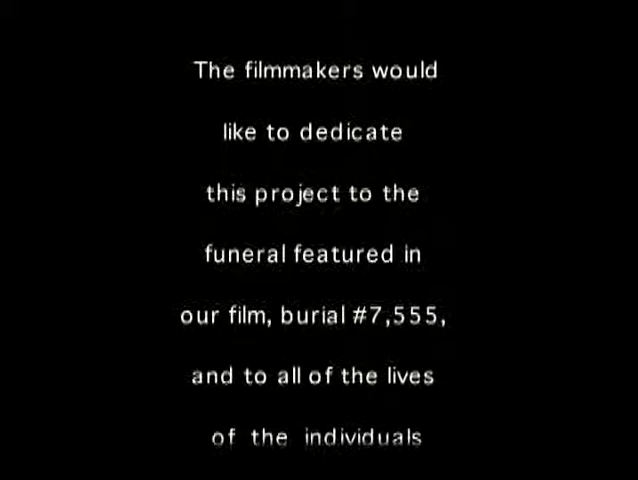 The filmmakers would
like to dedicate
this project to the
funeral featured in
our film, burial #7,555,
and to all of the lives
of the individuals